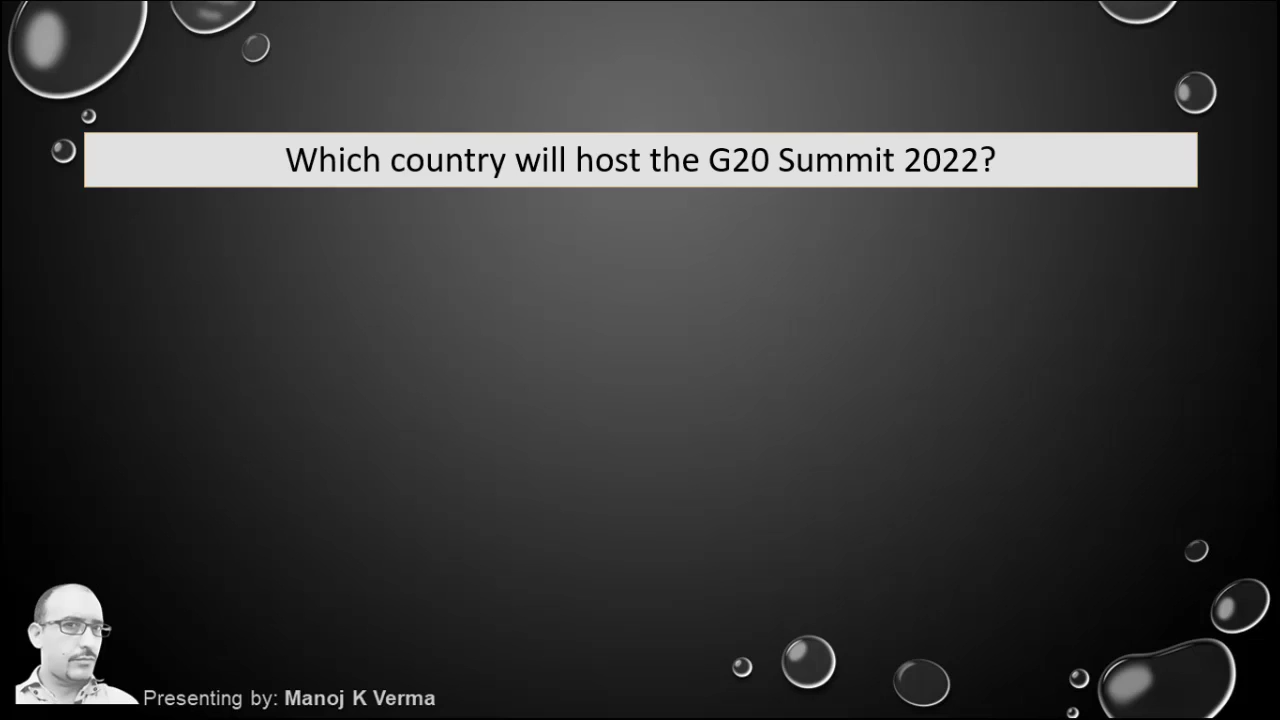 Which country will host the G20 Summit 2022?
Presenting by: Manoj K Verma